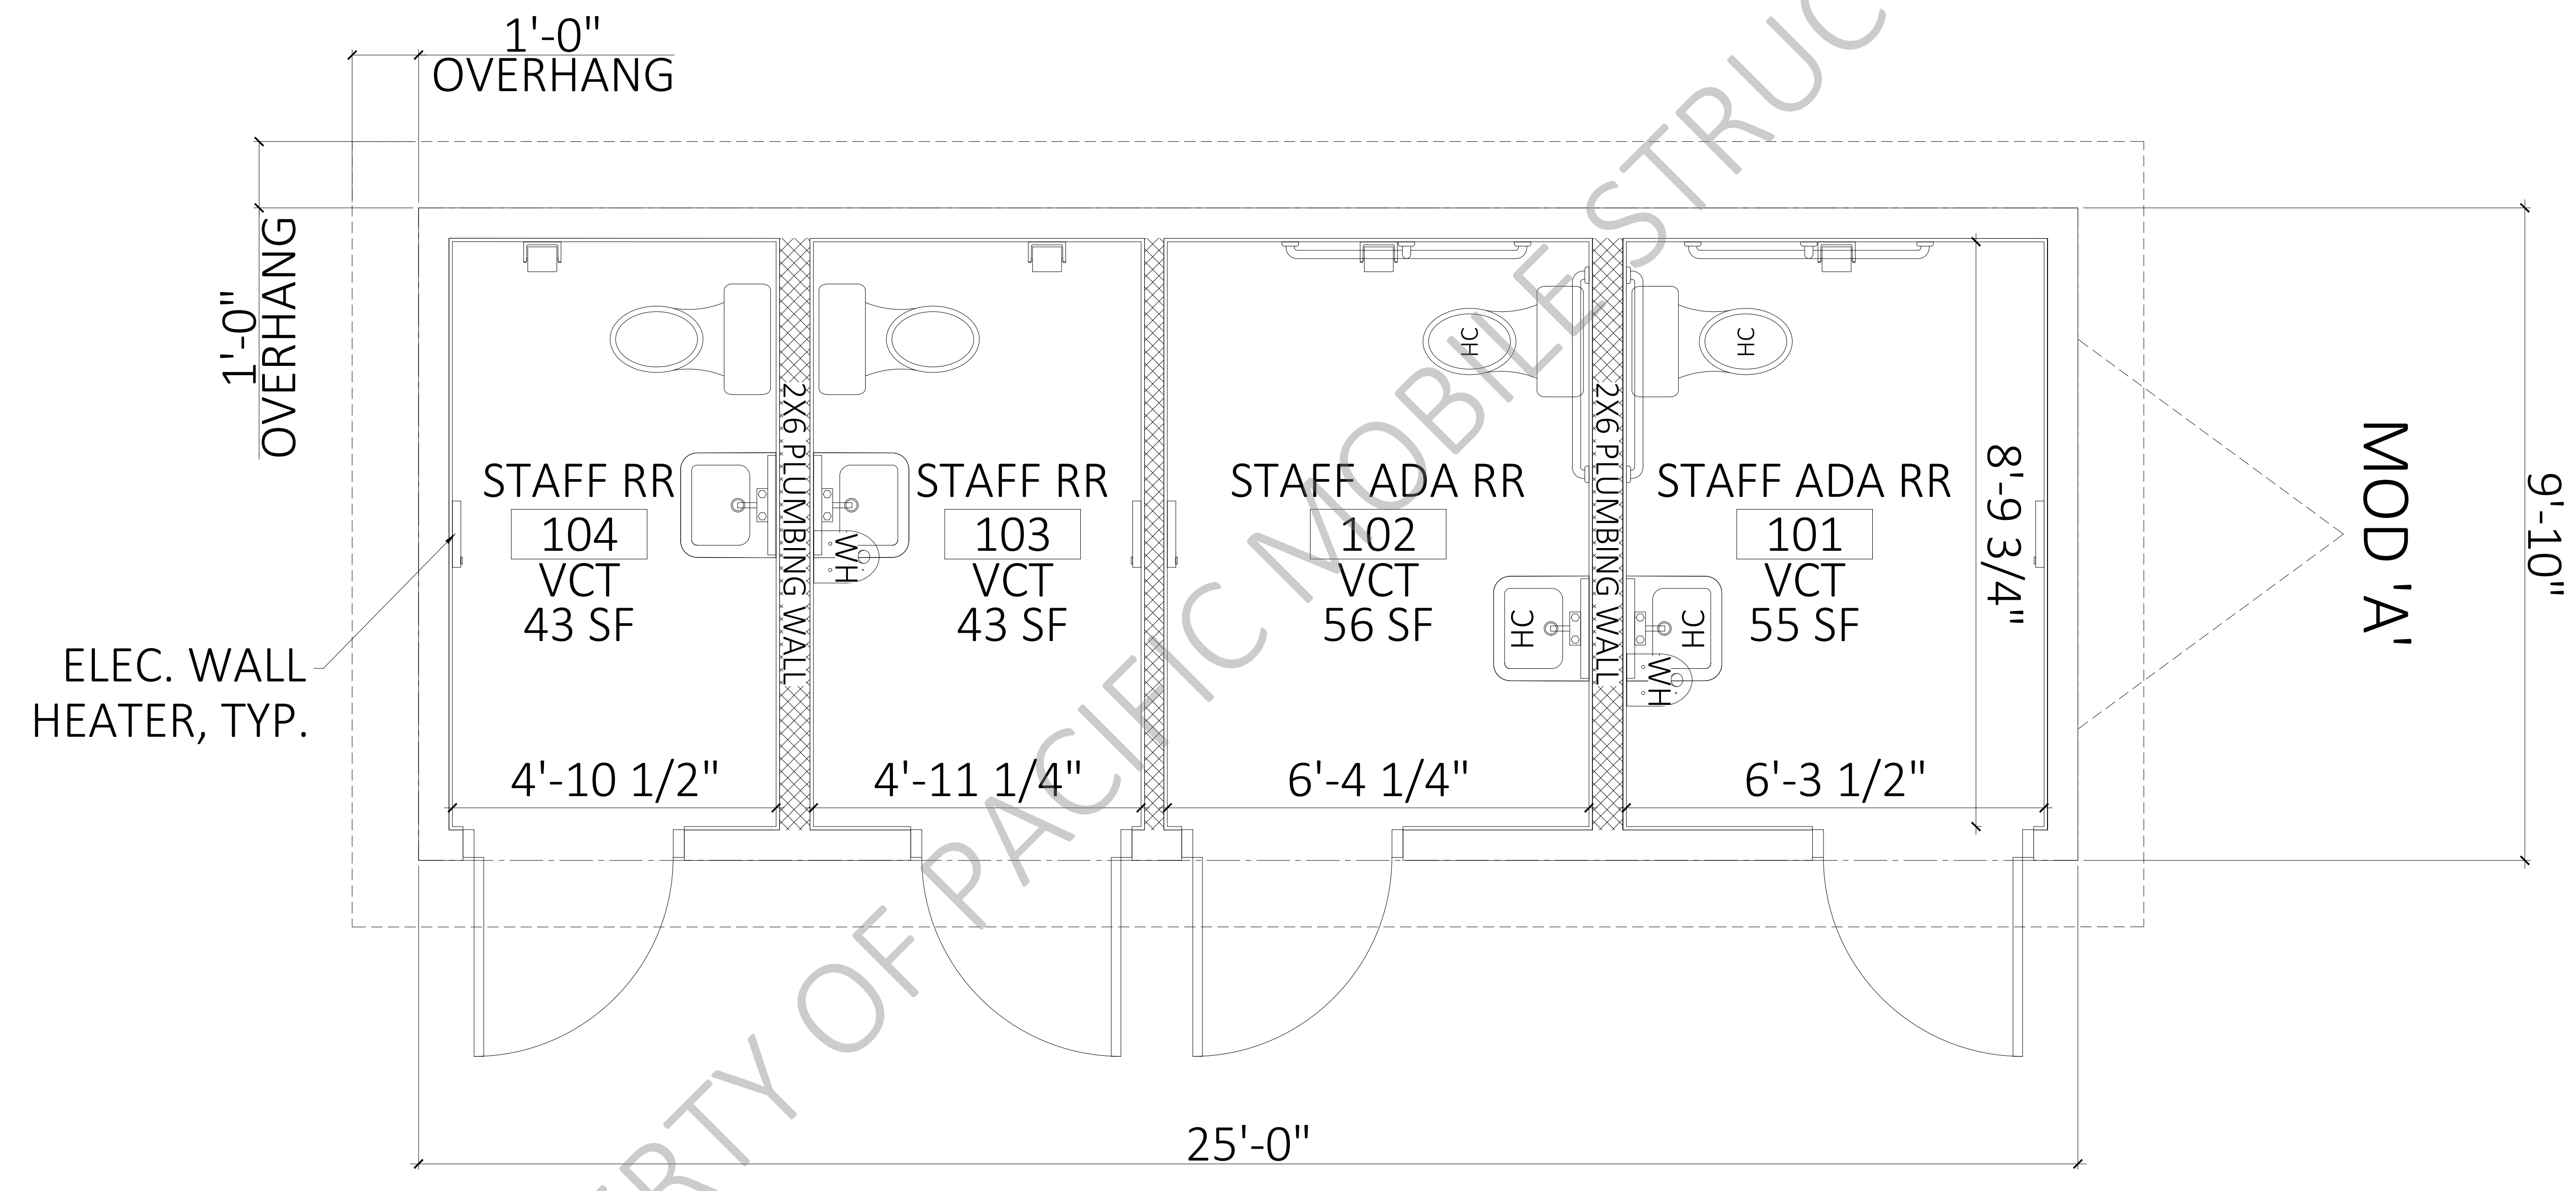 1'-0"
OVERHANG
1'-0"
OVERHANG
2X6 PLUMBING WALL
2X6 PLUMBING WALL
HC
HC
STAFF RR
104
VCT
43 SF
STAFF RR
103
VCT
43 SF
WH
STAFF ADA RR
102
VCT
56 SF
HC
STAFF ADA RR
101
VCT
55 SF
HC
WH
8'-9 3/4"
MOD 'A'
9'-10"
ELEC. WALL
HEATER, TYP.
4'-10 1/2"
4'-11 1/4"
6'-4 1/4"
6'-3 1/2"
25'-0"
OF PACIFIC MOBILE